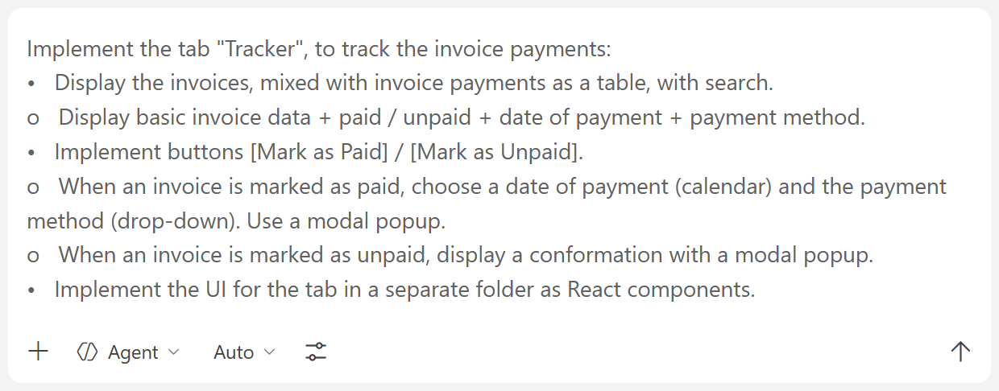 Implement the tab "Tracker", to track the invoice payments:
• Display the invoices, mixed with invoice payments as a table, with search.
o Display basic invoice data + paid / unpaid + date of payment + payment method.
• Implement buttons [Mark as Paid] / [Mark as Unpaid].
o When an invoice is marked as paid, choose a date of payment (calendar) and the payment
method (drop-down). Use a modal popup.
o When an invoice is marked as unpaid, display a conformation with a modal popup.
• Implement the UI for the tab in a separate folder as React components.
Agent Auto